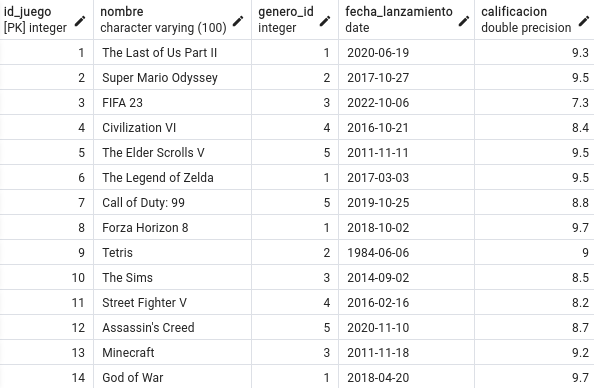 id_juego nombre genero_id fecha_lanzamiento calificacion
[PK] integer character varying (100) integer date double precision
1 The Last of Us Part II 1 2020-06-19 9.3
2 Super Mario Odyssey 2 2017-10-27 9.5
3 FIFA 23 3 2022-10-06 7.3
4 Civilization VI 4 2016-10-21 8.4
5 The Elder Scrolls V 5 2011-11-11 9.5
6 The Legend of Zelda 1 2017-03-03 9.5
7 Call of Duty: 99 5 2019-10-25 8.8
8 Forza Horizon 8 1 2018-10-02 9.7
9 Tetris 2 1984-06-06 9
10 The Sims 3 2014-09-02 8.5
11 Street Fighter V 4 2016-02-16 8.2
12 Assassin's Creed 5 2020-11-10 8.7
13 Minecraft 3 2011-11-18 9.2
14 God of War 1 2018-04-20 9.7